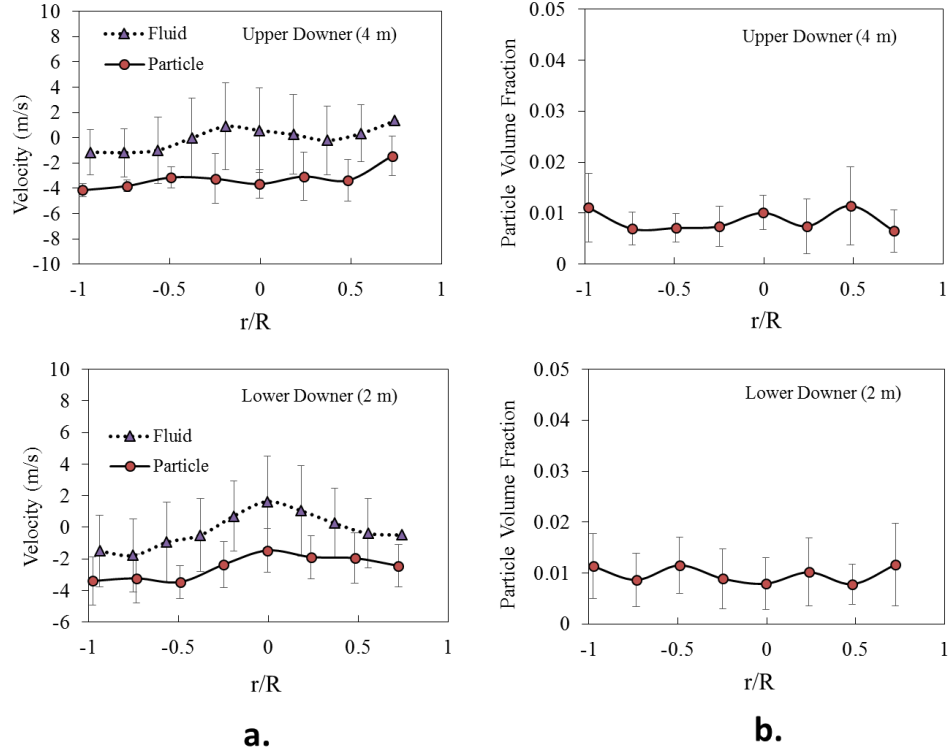 10
8
6
4
2
0
-2
-4
-6
-8
-10
Velocity (m/s)
Fluid
Particle
Upper Downer (4 m)
-1 -0.5 0 0.5 1
r/R
0.05
0.04
0.03
0.02
0.01
0
Particle Volume Fraction
Upper Downer (4 m)
-1 -0.5 0 0.5 1
r/R
10
8
6
4
2
0
-2
-4
-6
Velocity (m/s)
Lower Downer (2 m)
Fluid
Particle
-1 -0.5 0 0.5 1
r/R
0.05
0.04
0.03
0.02
0.01
0
Particle Volume Fraction
Lower Downer (2 m)
-1 -0.5 0 0.5 1
r/R
a.
b.